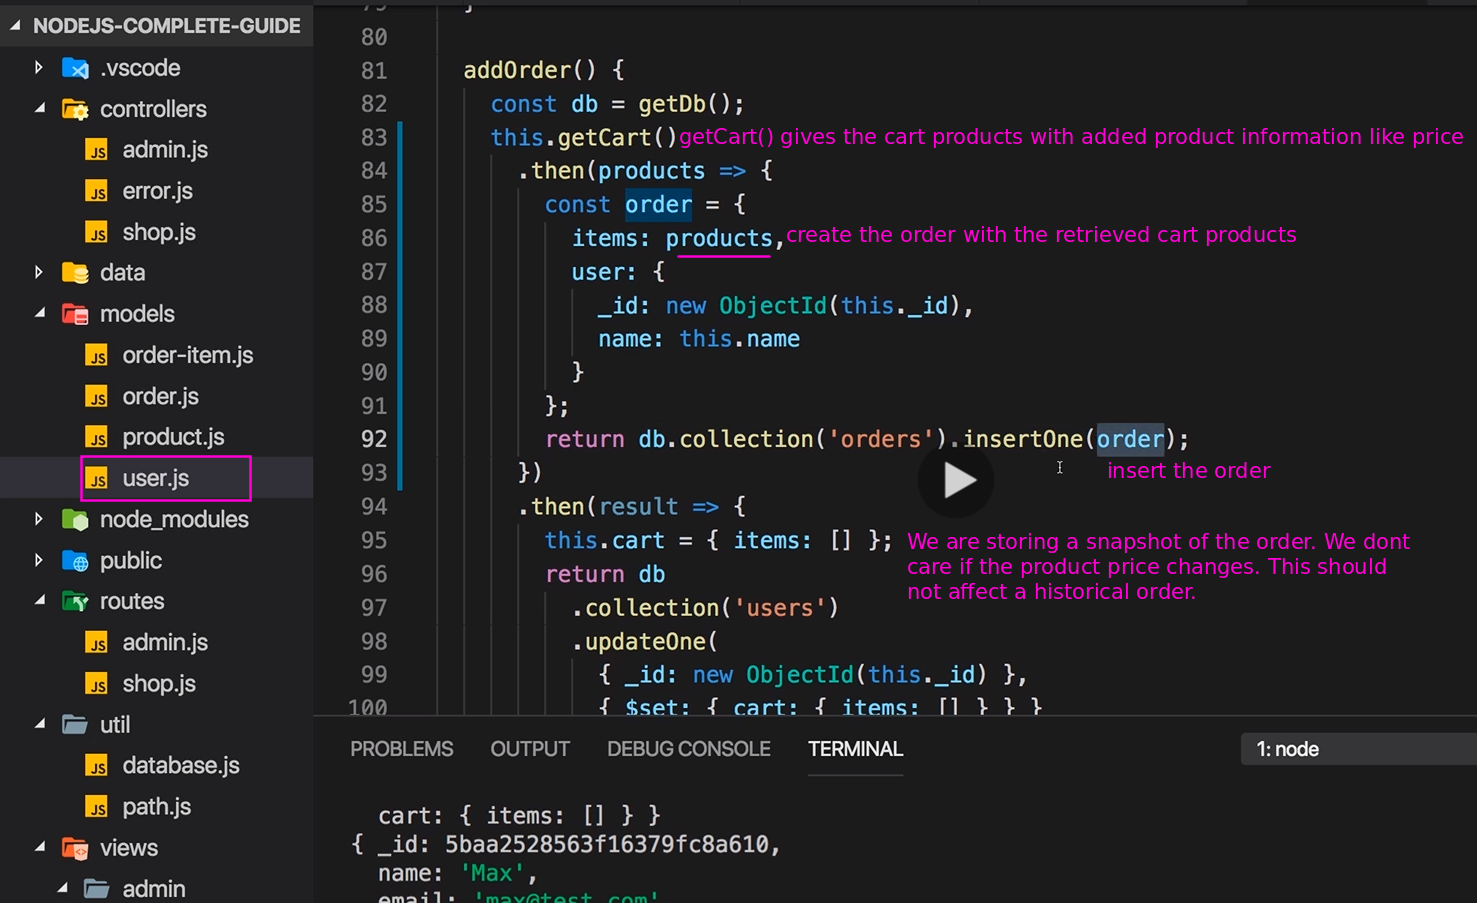 NODEJS-COMPLETE-GUIDE
.vscode
controllers
admin.js
error.js
shop.js
data
models
order-item.js
order.js
product.js
user.js
node_modules
public
routes
admin.js
shop.js
util
database.js
path.js
views
admin
79 }
80
81 addOrder() {
82 const db = getDb();
83 this.getCart() getCart() gives the cart products with added product information like price
84 .then(products => {
85 const order = {
86 items: products, create the order with the retrieved cart products
87 user: {
88 _id: new ObjectId(this._id),
89 name: this.name
90 }
91 };
92 return db.collection('orders').insertOne(order);
insert the order
93 })
94 .then(result => {
95 this.cart = { items: [] };
We are storing a snapshot of the order. We dont
care if the product price changes. This should
not affect a historical order.
96 return db
97 .collection('users')
98 .updateOne(
99 { _id: new ObjectId(this._id) },
100 { $set: { cart: { items: [] } } }
PROBLEMS OUTPUT DEBUG CONSOLE TERMINAL 1: node
cart: { items: [] } }
{ _id: 5baa2528563f16379fc8a610,
name: 'Max',
email: 'max@test.com'